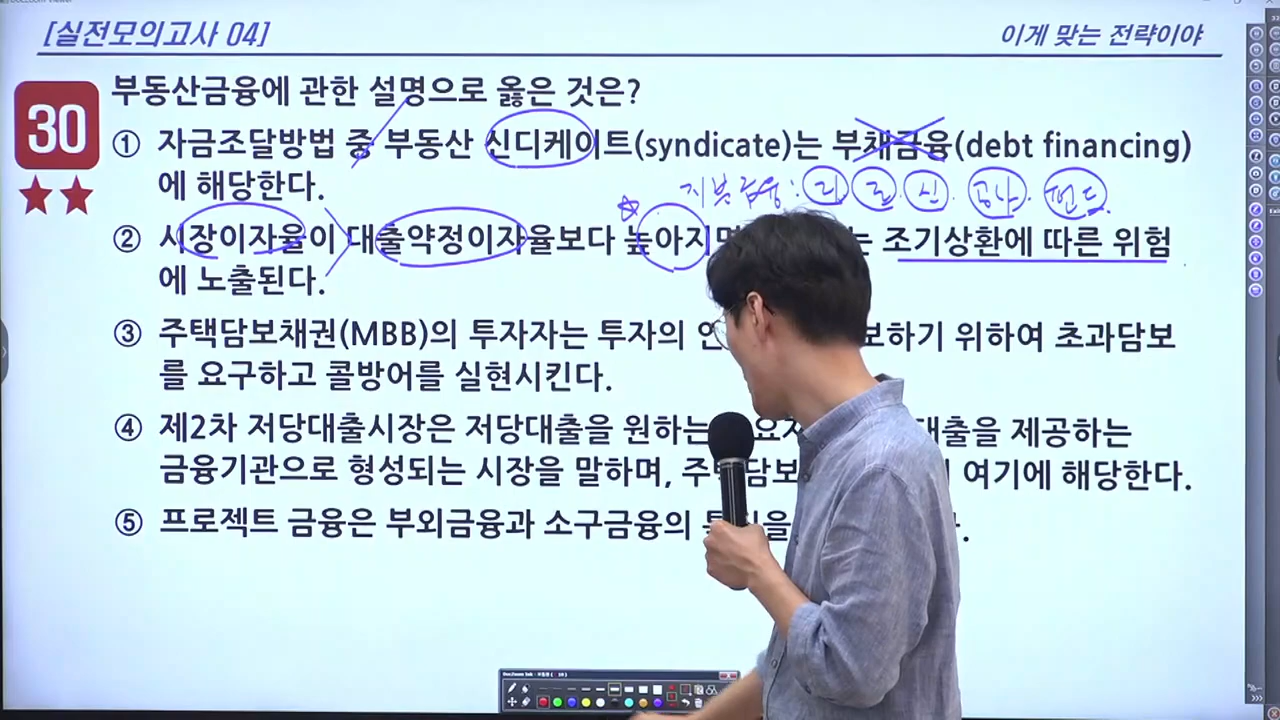 [실전모의고사 04]
이게 맞는 전략이야
30
부동산금융에 관한 설명으로 옳은 것은?
① 자금조달방법 중 부동산 신디케이트(syndicate)는 부채금융(debt financing)
에 해당한다.
지분금융: 리 신 공사 펀드
② 시장이자율이 대출약정이자율보다 높아지면 는 조기상환에 따른 위험
에 노출된다.
③ 주택담보채권(MBB)의 투자자는 투자의 보하기 위하여 초과담보
를 요구하고 콜방어를 실현시킨다.
④ 제2차 저당대출시장은 저당대출을 원하는 요자 대출을 제공하는
금융기관으로 형성되는 시장을 말하며, 주택담보 여기에 해당한다.
⑤ 프로젝트 금융은 부외금융과 소구금융의 을